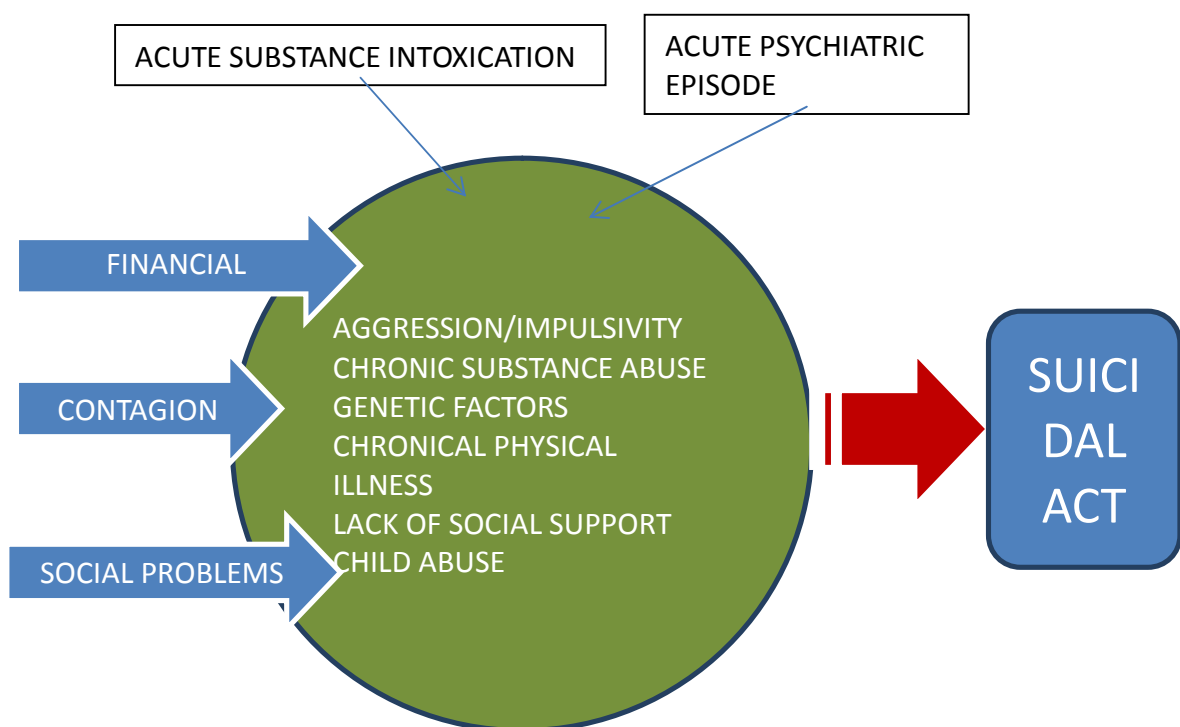 ACUTE SUBSTANCE INTOXICATION
ACUTE PSYCHIATRIC
EPISODE
FINANCIAL
CONTAGION
SOCIAL PROBLEMS
AGGRESSION/IMPULSIVITY
CHRONIC SUBSTANCE ABUSE
GENETIC FACTORS
CHRONICAL PHYSICAL
ILLNESS
LACK OF SOCIAL SUPPORT
CHILD ABUSE
SUICI
DAL
ACT